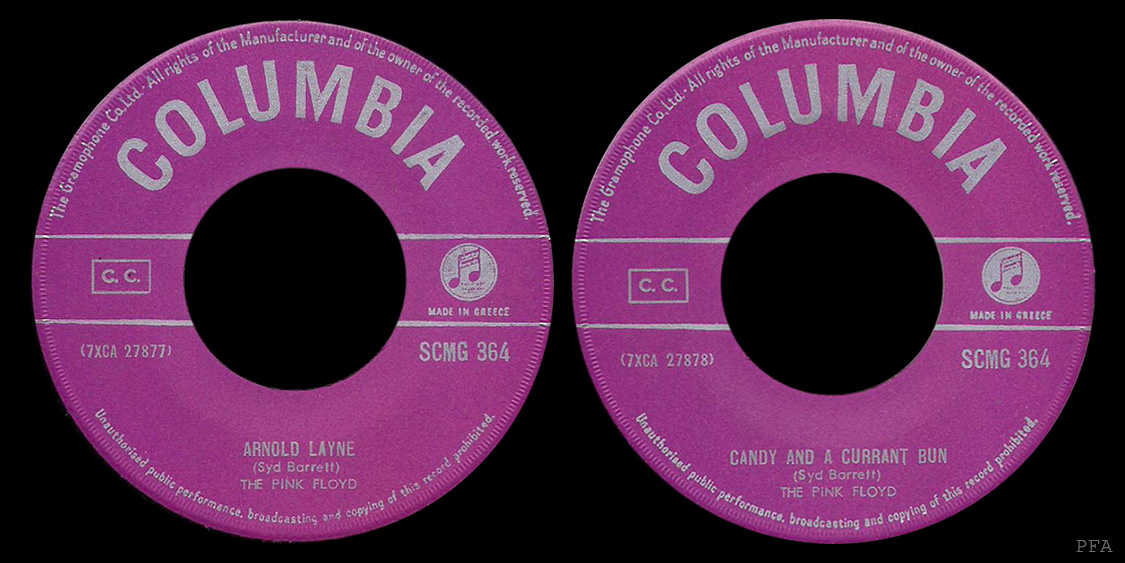 The Gramophone Co. Ltd. · All rights of the Manufacturer and of the owner of the recorded work reserved.
COLUMBIA
C. C.
MADE IN GREECE
(7XCA 27877)
SCMG 364
ARNOLD LAYNE
(Syd Barrett)
THE PINK FLOYD
Unauthorised public performance, broadcasting and copying of this record prohibited.
The Gramophone Co. Ltd. · All rights of the Manufacturer and of the owner of the recorded work reserved.
COLUMBIA
C. C.
MADE IN GREECE
(7XCA 27878)
SCMG 364
CANDY AND A CURRANT BUN
(Syd Barrett)
THE PINK FLOYD
Unauthorised public performance, broadcasting and copying of this record prohibited.
PFA